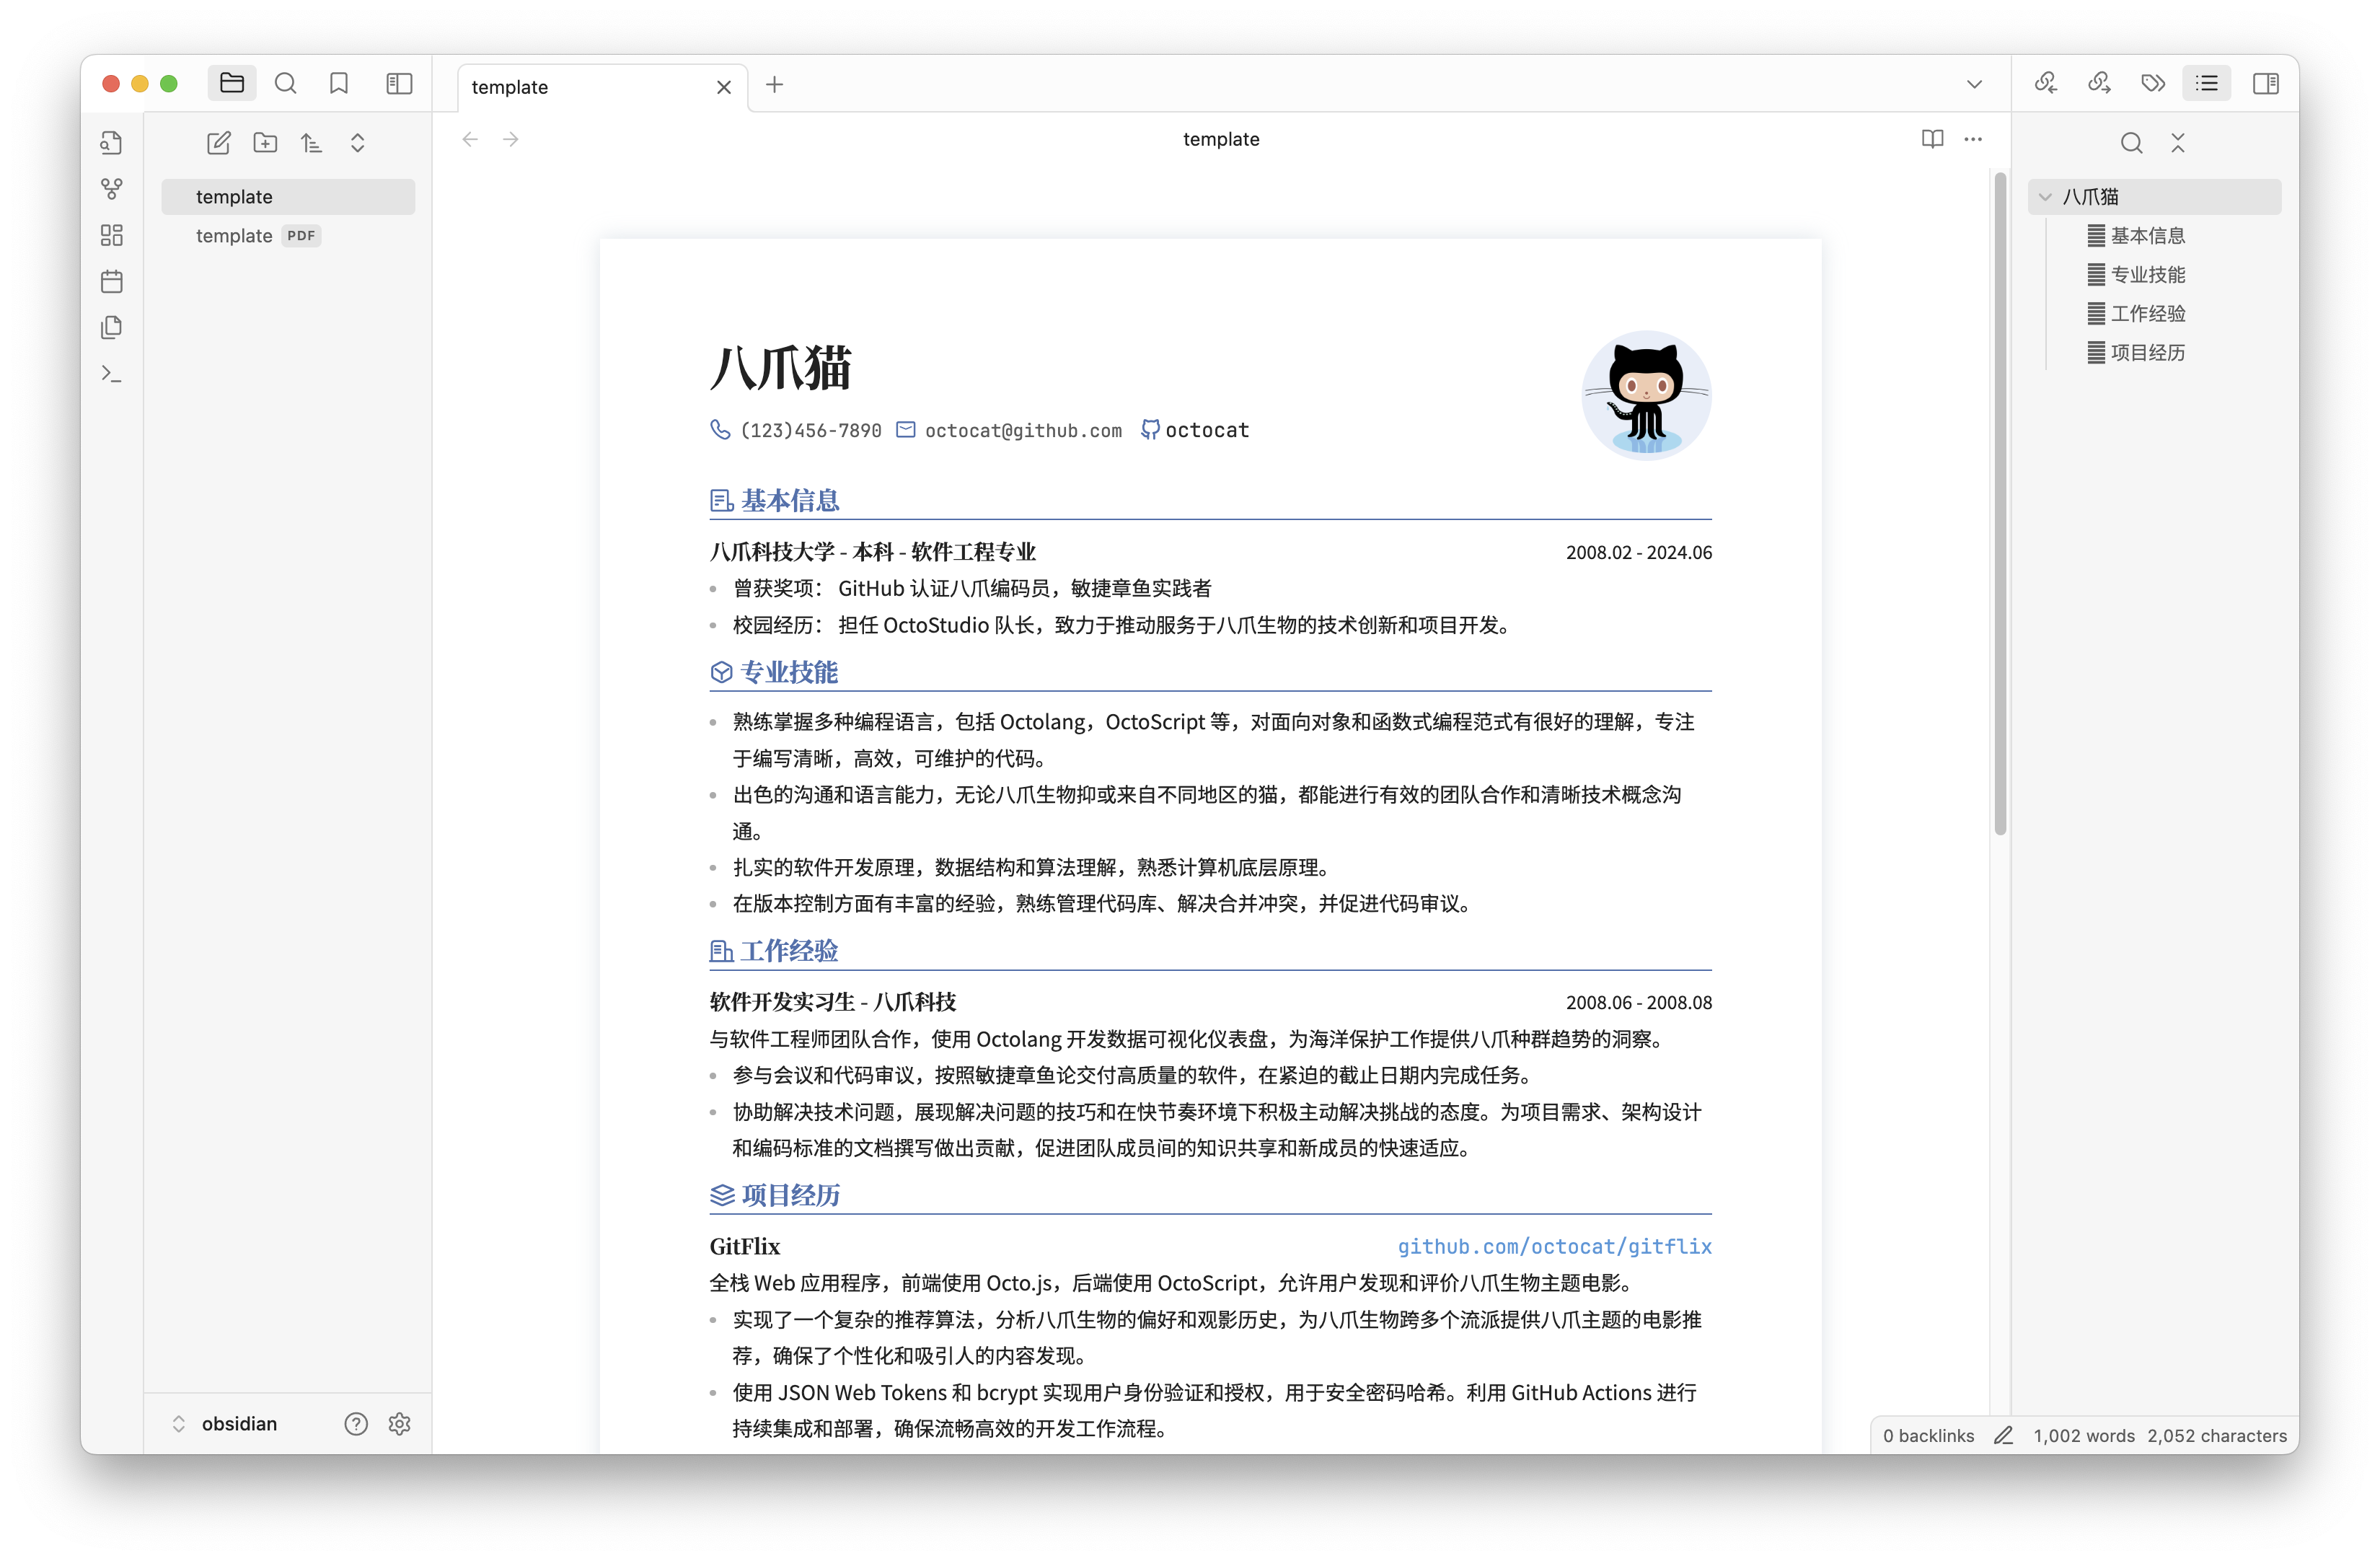 template
template
template
template PDF
obsidian
八爪猫
(123)456-7890 octocat@github.com octocat
基本信息
八爪科技大学 - 本科 - 软件工程专业 2008.02 - 2024.06
曾获奖项： GitHub 认证八爪编码员，敏捷章鱼实践者
校园经历： 担任 OctoStudio 队长，致力于推动服务于八爪生物的技术创新和项目开发。
专业技能
熟练掌握多种编程语言，包括 Octolang，OctoScript 等，对面向对象和函数式编程范式有很好的理解，专注
于编写清晰，高效，可维护的代码。
出色的沟通和语言能力，无论八爪生物抑或来自不同地区的猫，都能进行有效的团队合作和清晰技术概念沟
通。
扎实的软件开发原理，数据结构和算法理解，熟悉计算机底层原理。
在版本控制方面有丰富的经验，熟练管理代码库、解决合并冲突，并促进代码审议。
工作经验
软件开发实习生 - 八爪科技 2008.06 - 2008.08
与软件工程师团队合作，使用 Octolang 开发数据可视化仪表盘，为海洋保护工作提供八爪种群趋势的洞察。
参与会议和代码审议，按照敏捷章鱼论交付高质量的软件，在紧迫的截止日期内完成任务。
协助解决技术问题，展现解决问题的技巧和在快节奏环境下积极主动解决挑战的态度。为项目需求、架构设计
和编码标准的文档撰写做出贡献，促进团队成员间的知识共享和新成员的快速适应。
项目经历
GitFlix github.com/octocat/gitflix
全栈 Web 应用程序，前端使用 Octo.js，后端使用 OctoScript，允许用户发现和评价八爪生物主题电影。
实现了一个复杂的推荐算法，分析八爪生物的偏好和观影历史，为八爪生物跨多个流派提供八爪主题的电影推
荐，确保了个性化和吸引人的内容发现。
使用 JSON Web Tokens 和 bcrypt 实现用户身份验证和授权，用于安全密码哈希。利用 GitHub Actions 进行
持续集成和部署，确保流畅高效的开发工作流程。
八爪猫
基本信息
专业技能
工作经验
项目经历
0 backlinks 1,002 words 2,052 characters